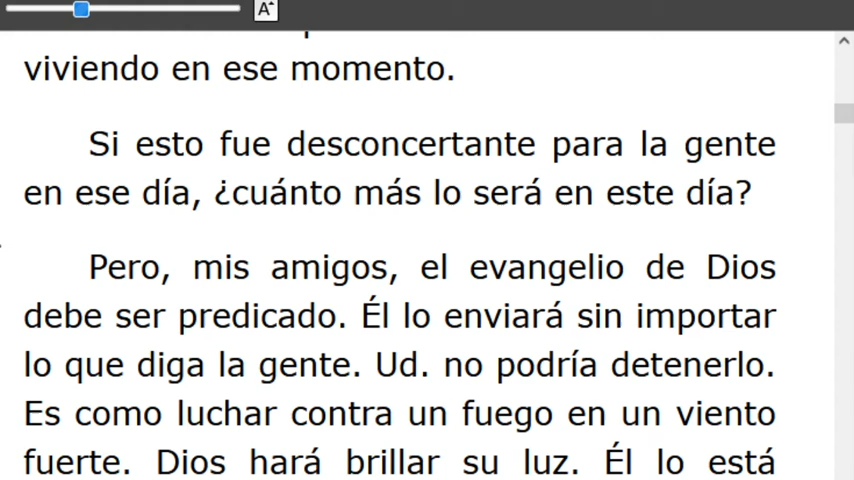 A
viviendo en ese momento.
Si esto fue desconcertante para la gente
en ese día, ¿cuánto más lo será en este día?
Pero, mis amigos, el evangelio de Dios
debe ser predicado. Él lo enviará sin importar
lo que diga la gente. Ud. no podría detenerlo.
Es como luchar contra un fuego en un viento
fuerte. Dios hará brillar su luz. Él lo está